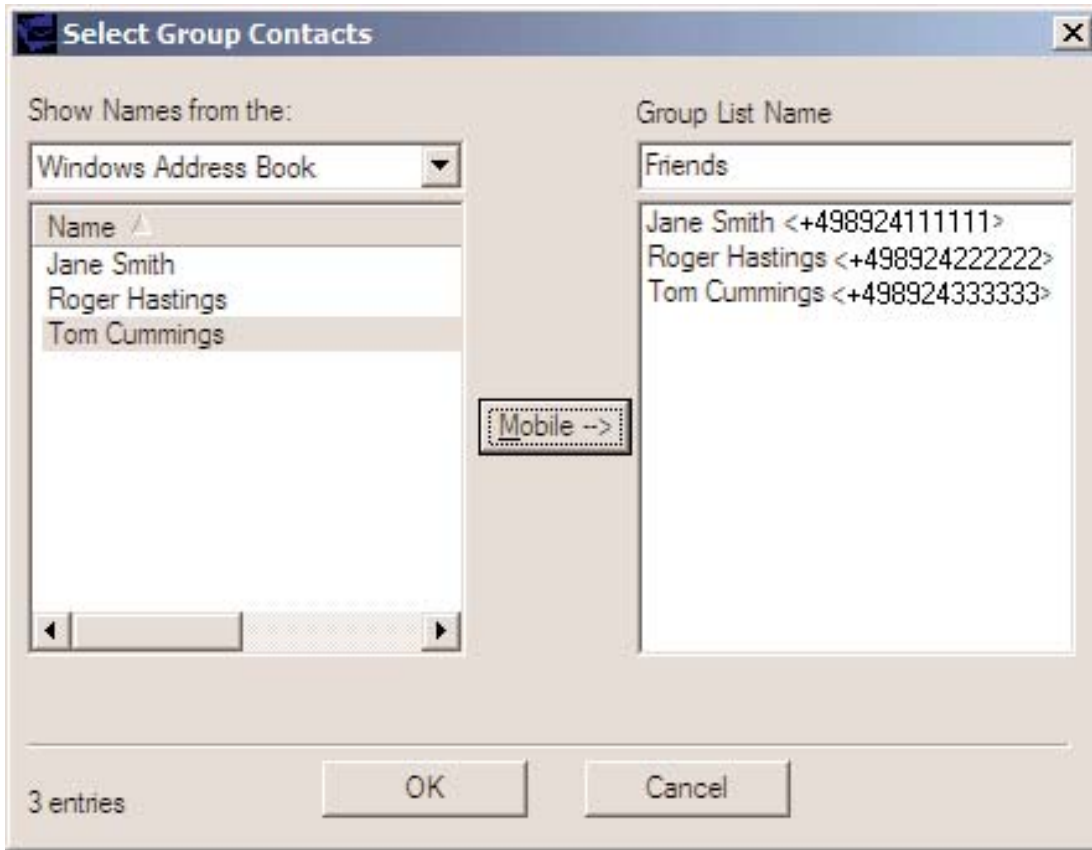 Select Group Contacts
Show Names from the:
Windows Address Book
Name
Jane Smith
Roger Hastings
Tom Cummings
Mobile -->
Group List Name
Friends
Jane Smith <+498924111111>
Roger Hastings <+498924222222>
Tom Cummings <+498924333333>
3 entries
OK
Cancel